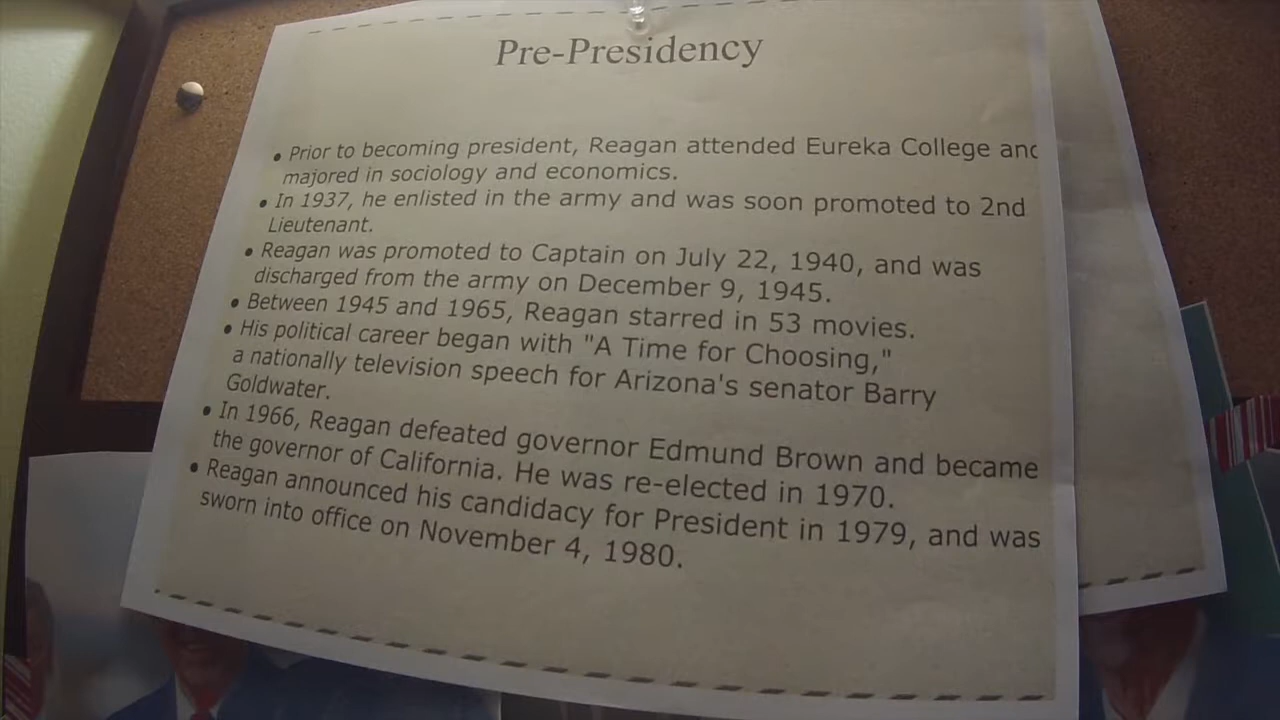 Pre-Presidency
• Prior to becoming president, Reagan attended Eureka College and
majored in sociology and economics.
• In 1937, he enlisted in the army and was soon promoted to 2nd
Lieutenant.
• Reagan was promoted to Captain on July 22, 1940, and was
discharged from the army on December 9, 1945.
• Between 1945 and 1965, Reagan starred in 53 movies.
• His political career began with "A Time for Choosing,"
a nationally television speech for Arizona's senator Barry
Goldwater.
• In 1966, Reagan defeated governor Edmund Brown and became
the governor of California. He was re-elected in 1970.
• Reagan announced his candidacy for President in 1979, and was
sworn into office on November 4, 1980.